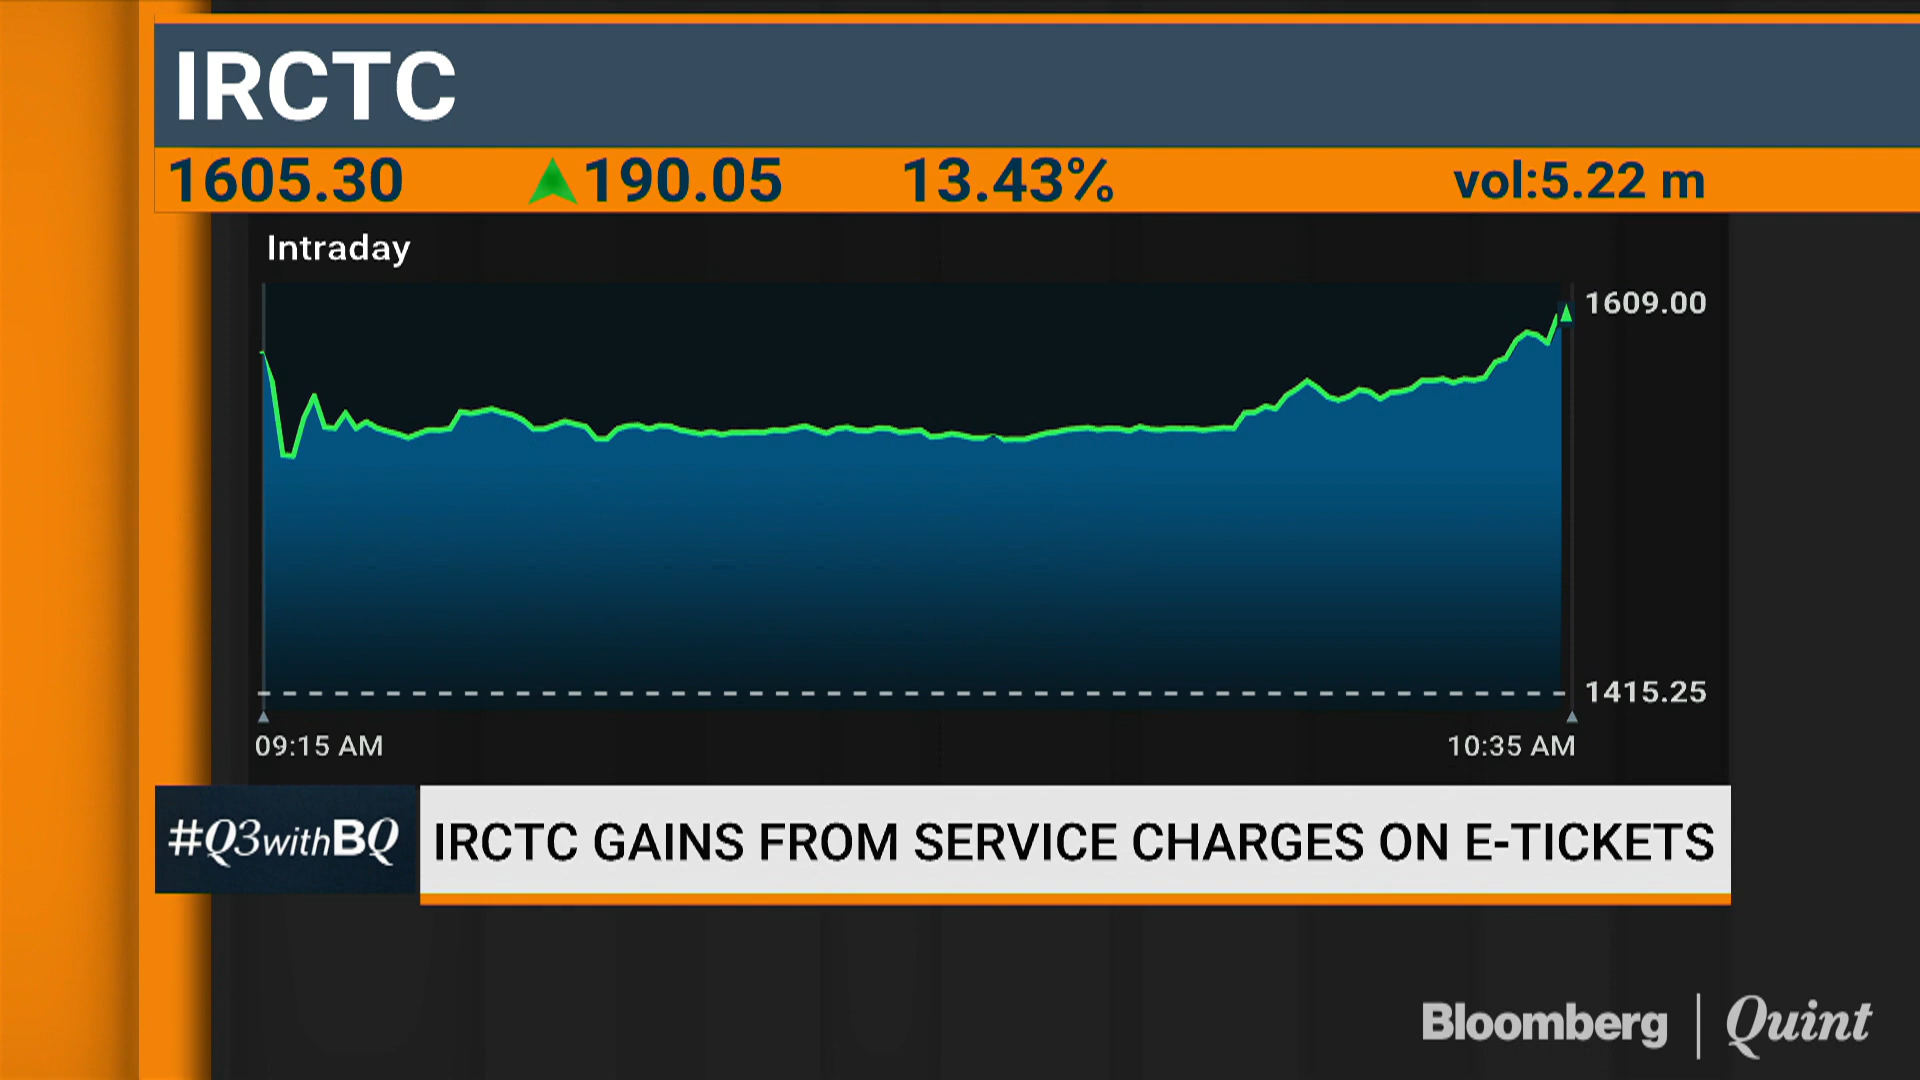 IRCTC
1605.30 190.05 13.43% vol:5.22 m
Intraday
1609.00
1415.25
09:15 AM 10:35 AM
#Q3withBQ IRCTC GAINS FROM SERVICE CHARGES ON E-TICKETS
Bloomberg | Quint